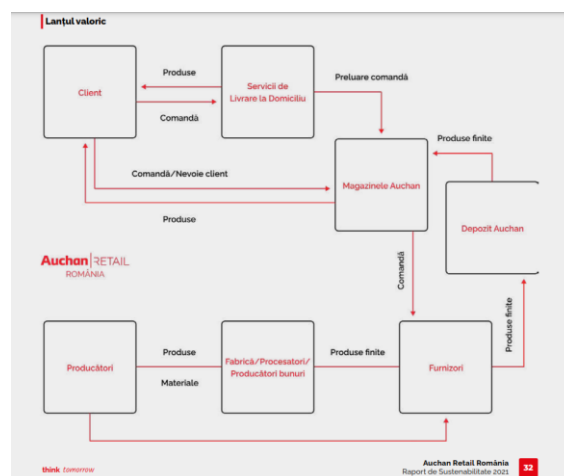 Lanțul valoric
Produse
Client
Servicii de
Livrare la Domiciliu
Preluare comandă
Comandă
Produse finite
Comandă/Nevoie client
Magazinele Auchan
Produse
Depozit Auchan
Auchan RETAIL
ROMÂNIA
Comandă
Produse finite
Produse
Produse finite
Producători
Fabrică/Procesatori/
Producători bunuri
Furnizori
Materiale
think tomorrow
Auchan Retail România
Raport de Sustenabilitate 2021
32